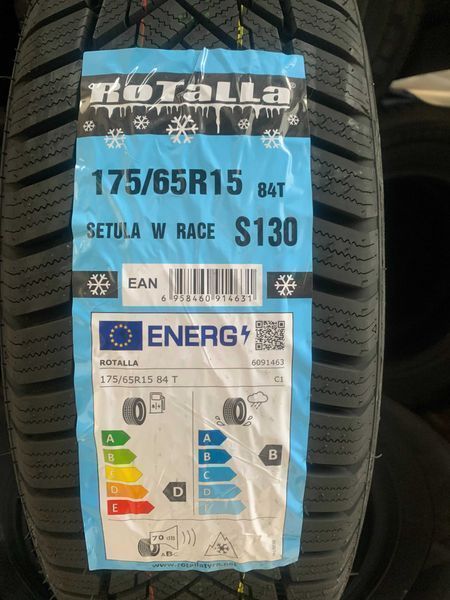 RoTaLLa
175/65R15 84T
SETULA W RACE S130
EAN
6 958460 914631
ENERG
ROTALLA 6091463
175/65R15 84 T C1
A A
B B B
C C
D D D
E E
70 dB
ABC
www.rotallatyre.net